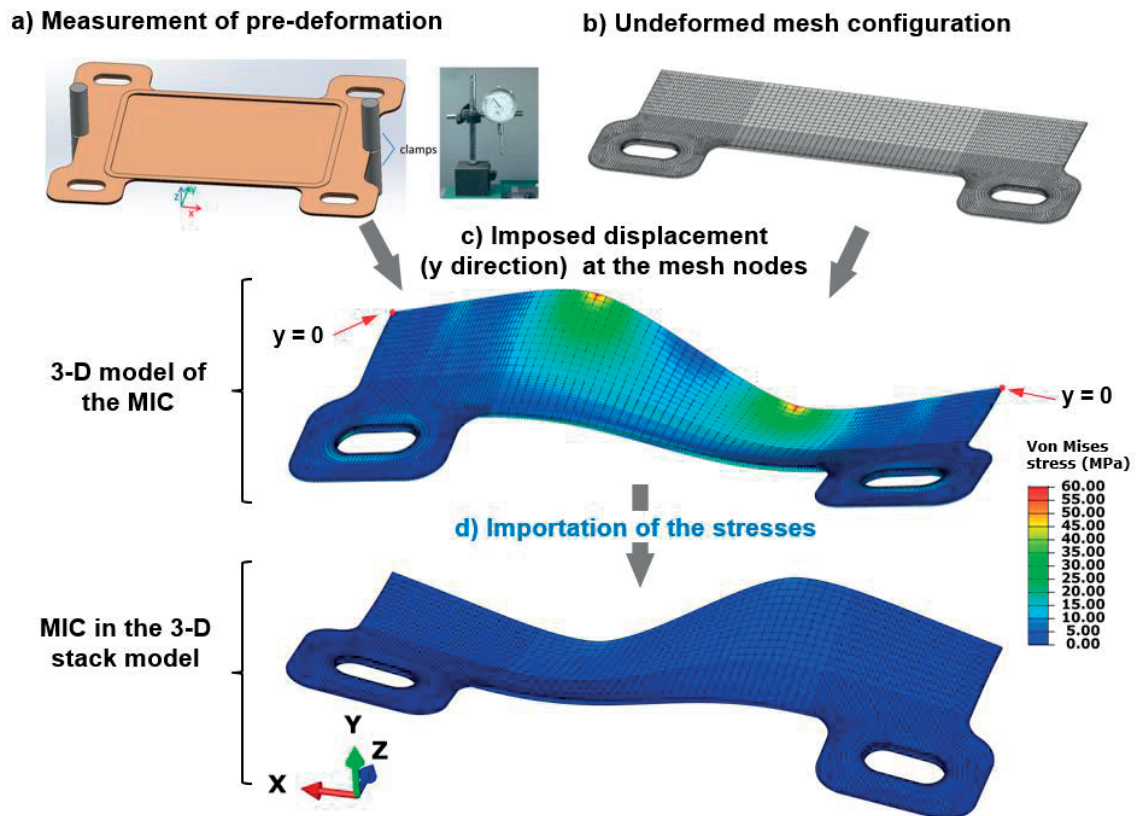 a) Measurement of pre-deformation
b) Undeformed mesh configuration
clamps
Z
Y
X
c) Imposed displacement
(y direction) at the mesh nodes
y = 0
3-D model of
the MIC
y = 0
Von Mises
stress (MPa)
60.00
55.00
50.00
45.00
40.00
35.00
30.00
25.00
20.00
15.00
10.00
5.00
0.00
d) Importation of the stresses
MIC in the 3-D
stack model
Y
Z
X